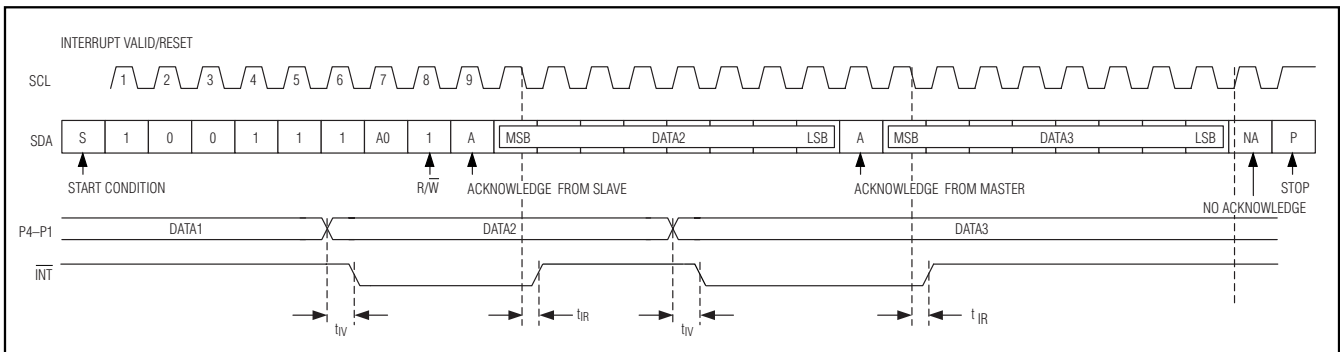 INTERRUPT VALID/RESET
SCL 1 2 3 4 5 6 7 8 9
SDA S 1 0 0 1 1 1 A0 1 A MSB DATA2 LSB A MSB DATA3 LSB NA P
START CONDITION R/W̅ ACKNOWLEDGE FROM SLAVE ACKNOWLEDGE FROM MASTER STOP
NO ACKNOWLEDGE
P4–P1 DATA1 DATA2 DATA3
I̅N̅T̅
tIV tIR tIV tIR